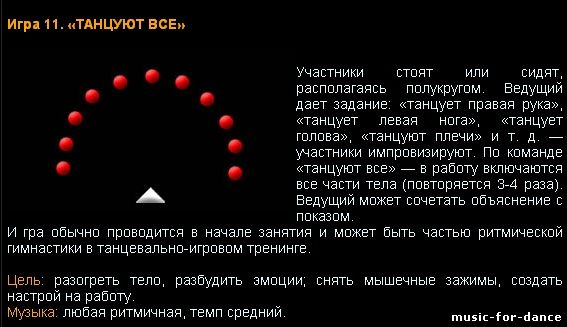 Игра 11. «ТАНЦУЮТ ВСЕ»
Участники стоят или сидят,
располагаясь полукругом. Ведущий
дает задание: «танцует правая рука»,
«танцует левая нога», «танцует
голова», «танцуют плечи» и т. д. —
участники импровизируют. По команде
«танцуют все» — в работу включаются
все части тела (повторяется 3-4 раза).
Ведущий может сочетать объяснение с
показом.
И гра обычно проводится в начале занятия и может быть частью ритмической
гимнастики в танцевально-игровом тренинге.
Цель: разогреть тело, разбудить эмоции; снять мышечные зажимы, создать
настрой на работу.
Музыка: любая ритмичная, темп средний.
music-for-dance